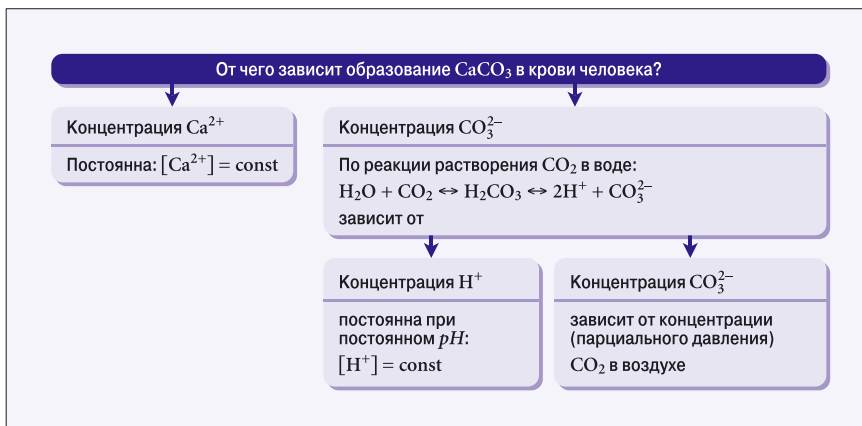 От чего зависит образование CaCO₃ в крови человека?
Концентрация Ca²⁺
Постоянна: [Ca²⁺] = const
Концентрация CO₃²⁻
По реакции растворения CO₂ в воде:
H₂O + CO₂ ↔ H₂CO₃ ↔ 2H⁺ + CO₃²⁻
зависит от
Концентрация H⁺
постоянна при
постоянном pH:
[H⁺] = const
Концентрация CO₃²⁻
зависит от концентрации
(парциального давления)
CO₂ в воздухе